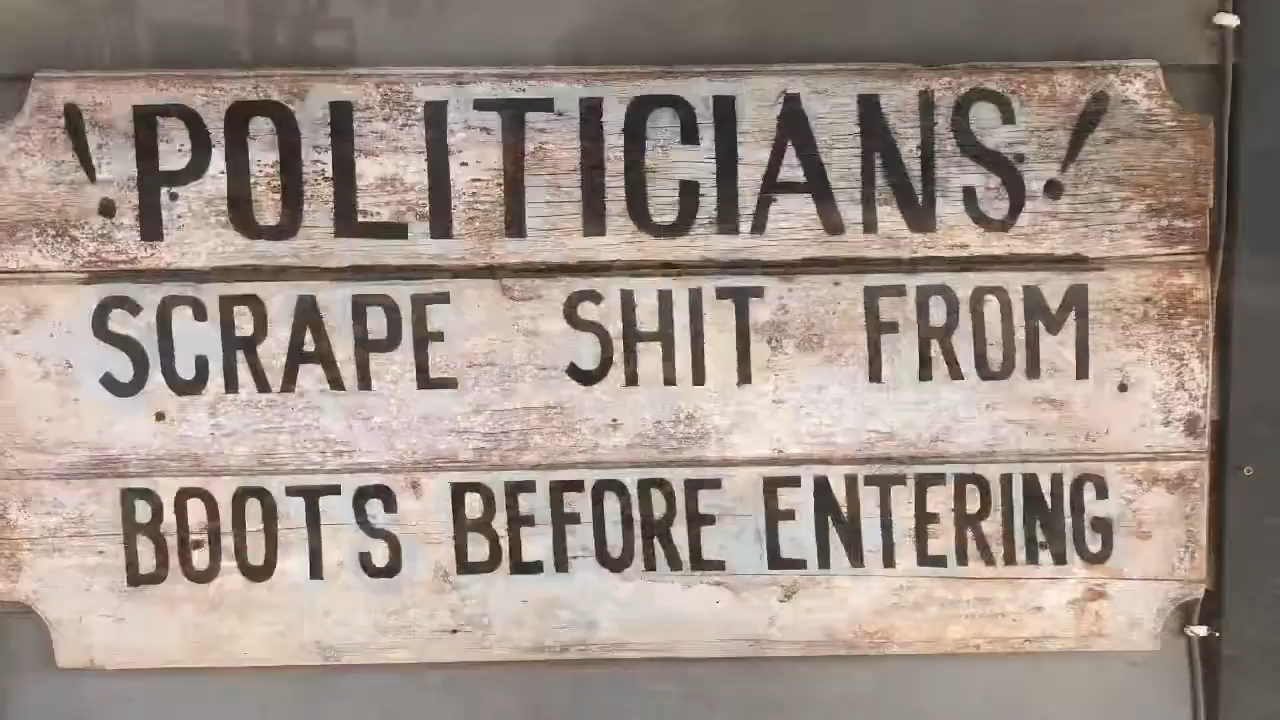 ! POLITICIANS !
SCRAPE SHIT FROM
BOOTS BEFORE ENTERING